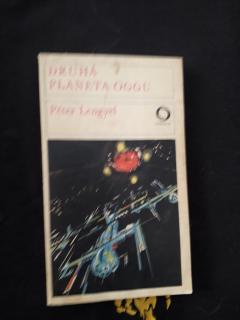 DRUHÁ
PLANETA OGGU
Péter Lengyel